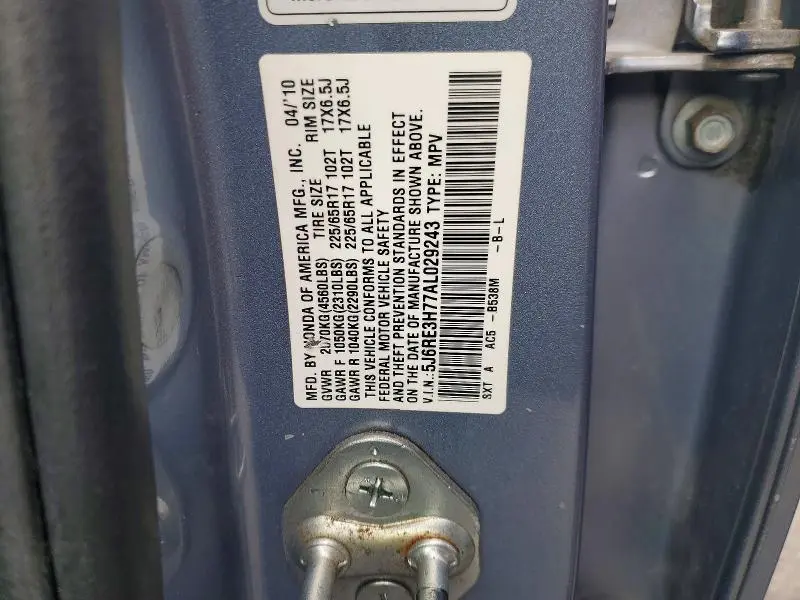 MFD. BY HONDA OF AMERICA MFG., INC. 04/'10
GVWR 2070KG(4560LBS) TIRE SIZE RIM SIZE
GAWR F 1050KG(2310LBS) 225/65R17 102T 17X6.5J
GAWR R 1040KG(2290LBS) 225/65R17 102T 17X6.5J
THIS VEHICLE CONFORMS TO ALL APPLICABLE
FEDERAL MOTOR VEHICLE SAFETY
AND THEFT PREVENTION STANDARDS IN EFFECT
ON THE DATE OF MANUFACTURE SHOWN ABOVE.
V.I.N.:5J6RE3H77AL029243 TYPE: MPV
SXT A AC5 -B538M -B-L